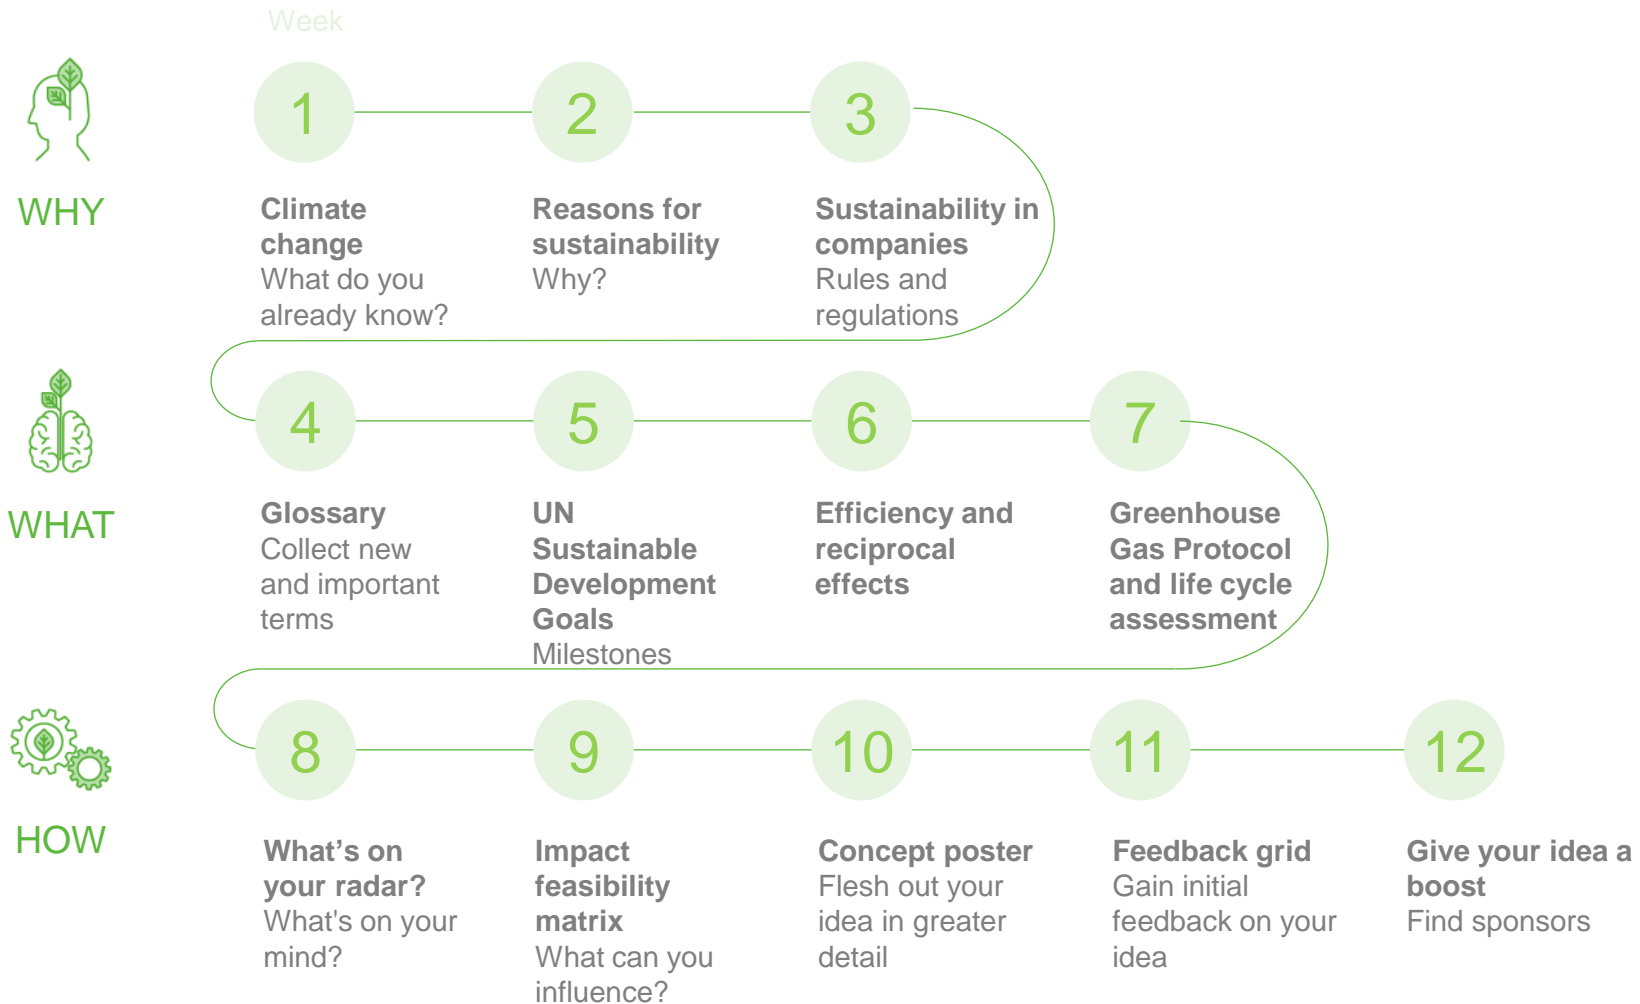 Week
1
2
3
WHY
Climate
change
What do you
already know?
Reasons for
sustainability
Why?
Sustainability in
companies
Rules and
regulations
4
5
6
7
WHAT
Glossary
Collect new
and important
terms
UN
Sustainable
Development
Goals
Milestones
Efficiency and
reciprocal
effects
Greenhouse
Gas Protocol
and life cycle
assessment
8
9
10
11
12
HOW
What’s on
your radar?
What's on your
mind?
Impact
feasibility
matrix
What can you
influence?
Concept poster
Flesh out your
idea in greater
detail
Feedback grid
Gain initial
feedback on your
idea
Give your idea a
boost
Find sponsors